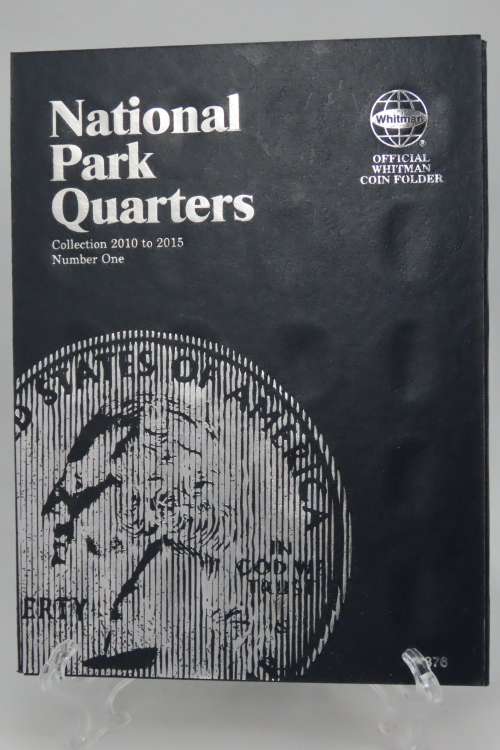 National
Park
Quarters
Collection 2010 to 2015
Number One
Whitman
OFFICIAL
WHITMAN
COIN FOLDER
D STATES OF AMERICA
IN
GOD WE
TRUST
ERTY
S